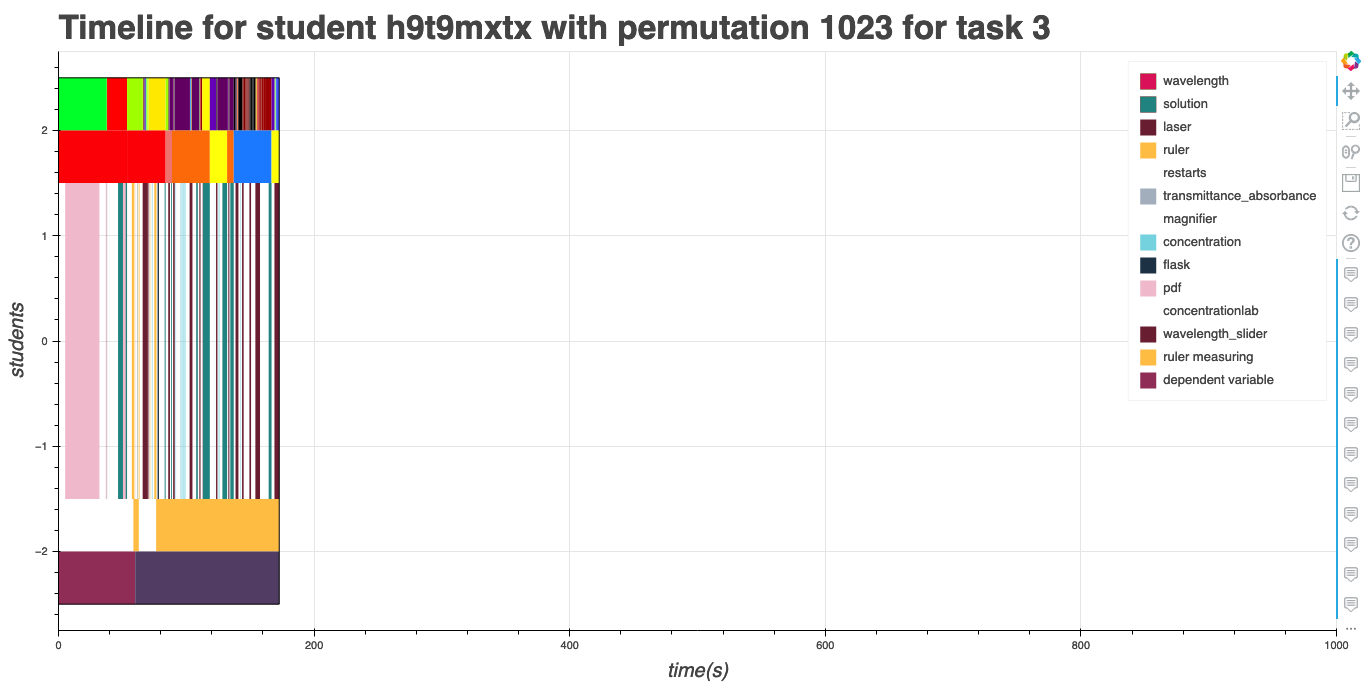 Timeline for student h9t9mxtx with permutation 1023 for task 3
wavelength
solution
laser
ruler
restarts
transmittance_absorbance
magnifier
concentration
flask
pdf
concentrationlab
wavelength_slider
ruler measuring
dependent variable
students
2
1
0
−1
−2
0 200 400 600 800 1000
time(s)